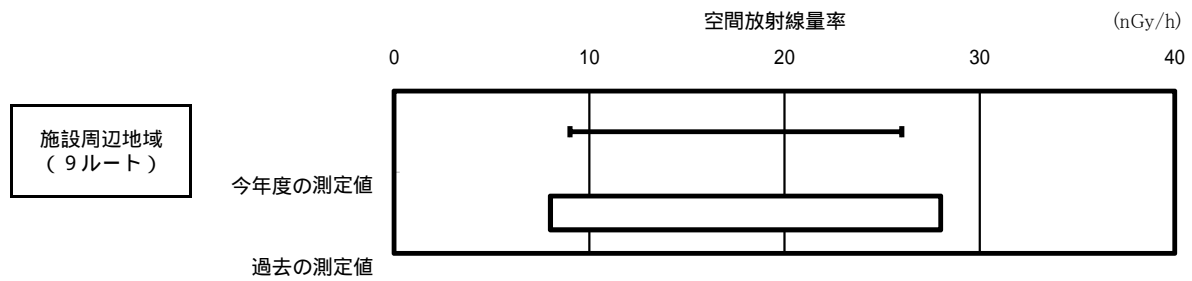 空間放射線量率
(nGy/h)
0 10 20 30 40
施設周辺地域
(9ルート)
今年度の測定値
過去の測定値